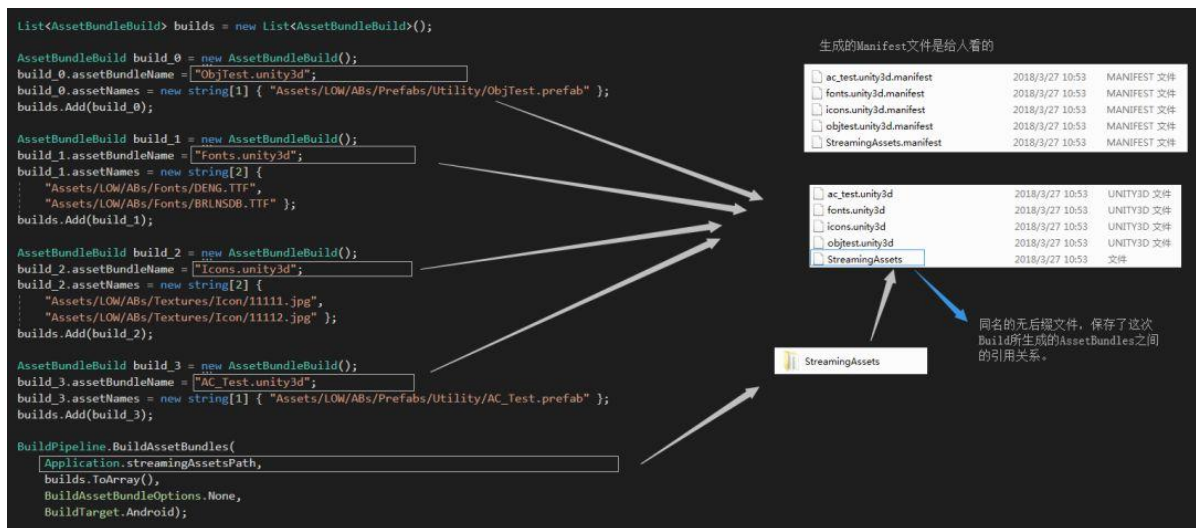 List<AssetBundleBuild> builds = new List<AssetBundleBuild>();
AssetBundleBuild build_0 = new AssetBundleBuild();
build_0.assetBundleName = "ObjTest.unity3d";
build_0.assetNames = new string[1] { "Assets/LOW/ABs/Prefabs/Utility/ObjTest.prefab" };
builds.Add(build_0);
AssetBundleBuild build_1 = new AssetBundleBuild();
build_1.assetBundleName = "Fonts.unity3d";
build_1.assetNames = new string[2] {
"Assets/LOW/ABs/Fonts/DENG.TTF",
"Assets/LOW/ABs/Fonts/BRLNSDB.TTF" };
builds.Add(build_1);
AssetBundleBuild build_2 = new AssetBundleBuild();
build_2.assetBundleName = "Icons.unity3d";
build_2.assetNames = new string[2] {
"Assets/LOW/ABs/Textures/Icon/11111.jpg",
"Assets/LOW/ABs/Textures/Icon/11112.jpg" };
builds.Add(build_2);
AssetBundleBuild build_3 = new AssetBundleBuild();
build_3.assetBundleName = "AC_Test.unity3d";
build_3.assetNames = new string[1] { "Assets/LOW/ABs/Prefabs/Utility/AC_Test.prefab" };
builds.Add(build_3);
BuildPipeline.BuildAssetBundles(
Application.streamingAssetsPath,
builds.ToArray(),
BuildAssetBundleOptions.None,
BuildTarget.Android);
生成的Manifest文件是给人看的
ac_test.unity3d.manifest 2018/3/27 10:53 MANIFEST 文件
fonts.unity3d.manifest 2018/3/27 10:53 MANIFEST 文件
icons.unity3d.manifest 2018/3/27 10:53 MANIFEST 文件
objtest.unity3d.manifest 2018/3/27 10:53 MANIFEST 文件
StreamingAssets.manifest 2018/3/27 10:53 MANIFEST 文件
ac_test.unity3d 2018/3/27 10:53 UNITY3D 文件
fonts.unity3d 2018/3/27 10:53 UNITY3D 文件
icons.unity3d 2018/3/27 10:53 UNITY3D 文件
objtest.unity3d 2018/3/27 10:53 UNITY3D 文件
StreamingAssets 2018/3/27 10:53 文件
同名的无后缀文件，保存了这次
Build所生成的AssetBundles之间
的引用关系。
StreamingAssets